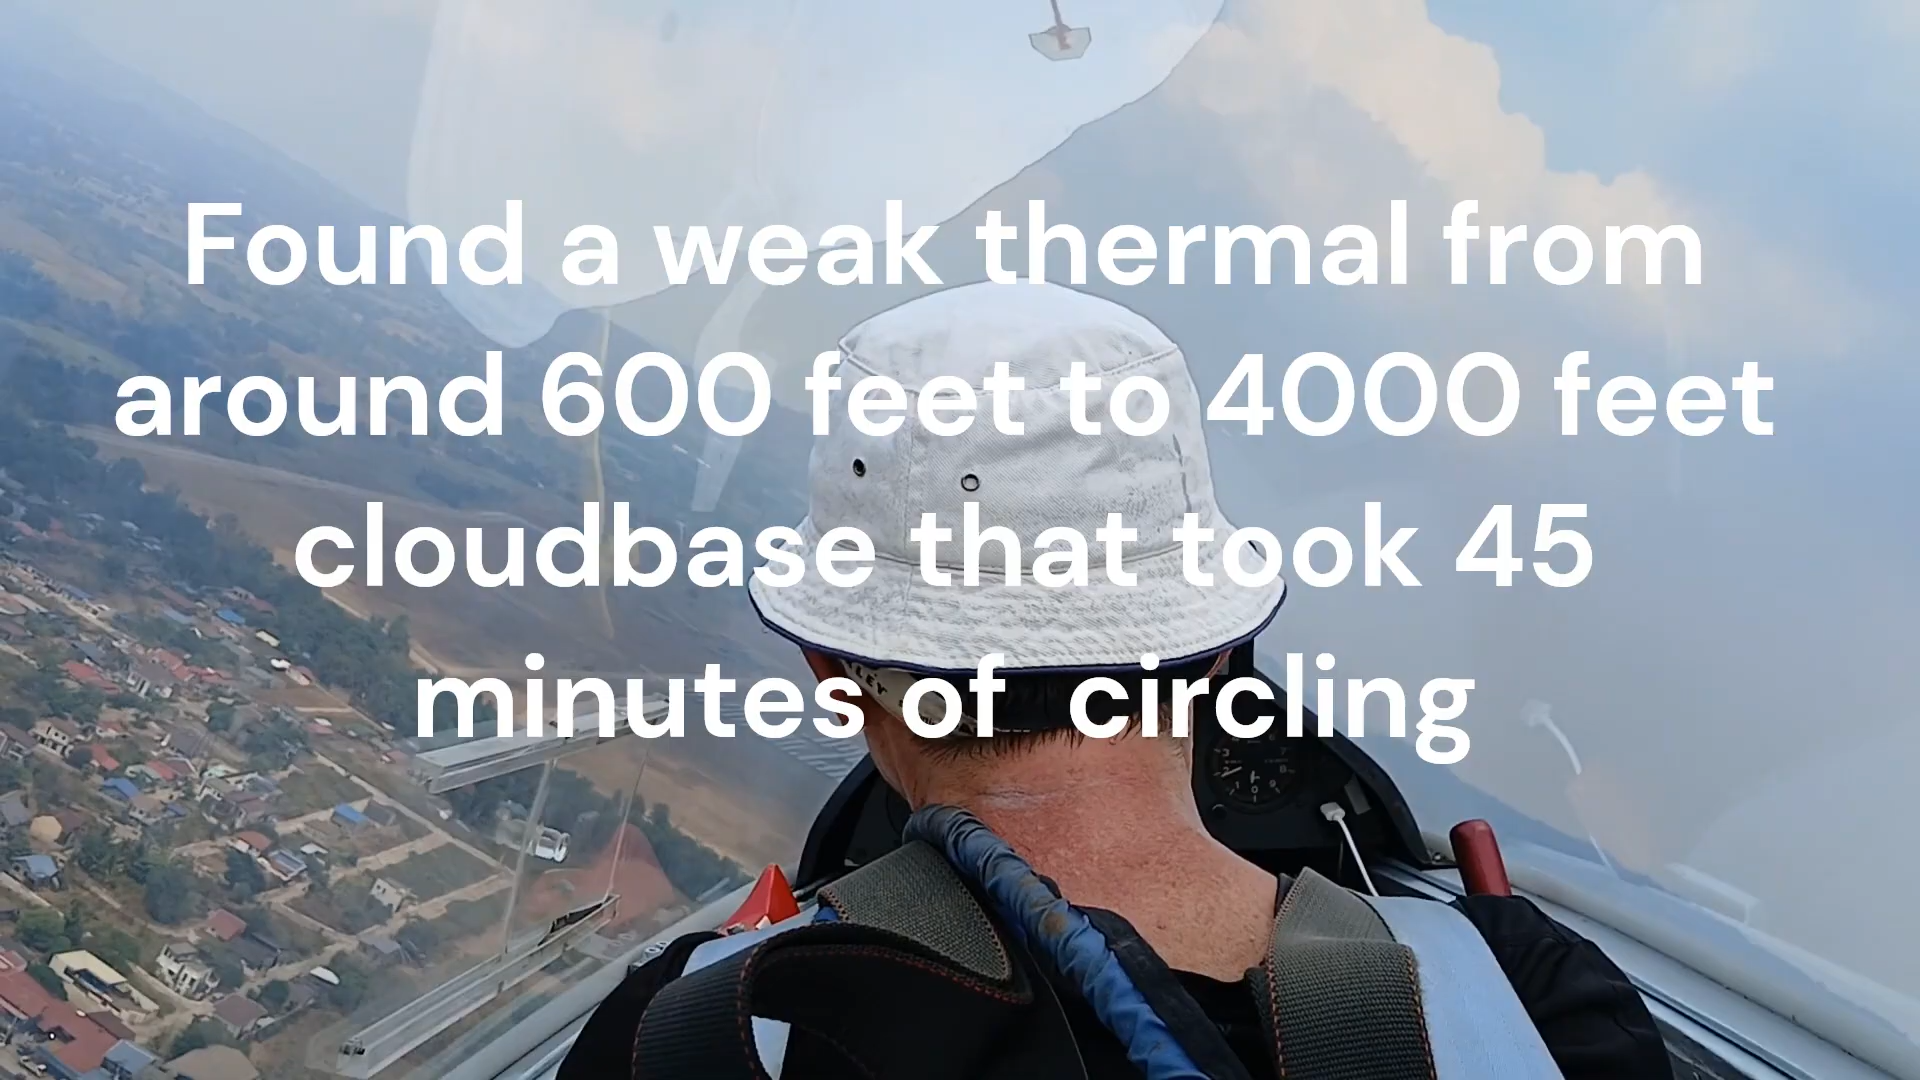 Found a weak thermal from
around 600 feet to 4000 feet
cloudbase that took 45
minutes of  circling